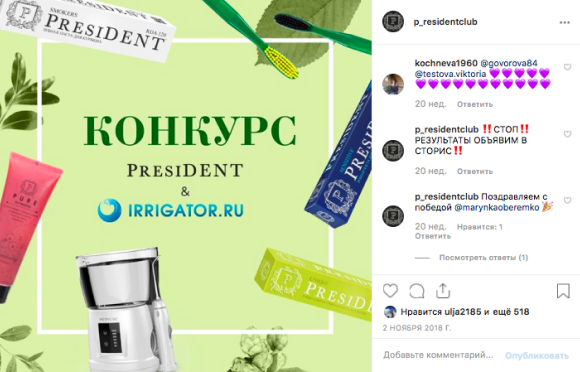 SMOKERS
PRESIDENT
RDA-120
КОНКУРС
PRESIDENT
&
IRRIGATOR.RU
PRESIDENT
PURE
PRESIDENT
p_residentclub
kochneva1960 @govorova84
@testova.viktoria 💜💜💜💜💜
💜💜💜💜💜💜💜💜💜💜💜
20 нед. Ответить
p_residentclub ‼️СТОП‼️
РЕЗУЛЬТАТЫ ОБЪЯВИМ В
СТОРИС‼️
20 нед. Ответить
p_residentclub Поздравляем с
победой @marynkaoberemko 🎉
20 нед. Нравится: 1
Ответить
Посмотреть ответы (1)
Нравится ulja2185 и ещё 518
2 НОЯБРЯ 2018 Г.
Добавьте комментарий...
Опубликовать